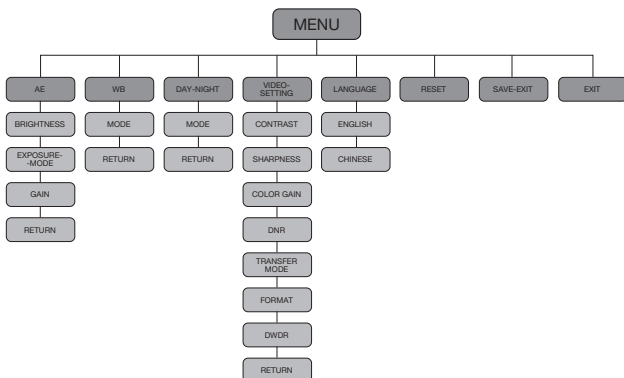 MENU
AE
BRIGHTNESS
EXPOSURE-
-MODE
GAIN
RETURN
WB
MODE
RETURN
DAY-NIGHT
MODE
RETURN
VIDEO-
SETTING
CONTRAST
SHARPNESS
COLOR GAIN
DNR
TRANSFER
MODE
FORMAT
DWDR
RETURN
LANGUAGE
ENGLISH
CHINESE
RESET
SAVE-EXIT
EXIT